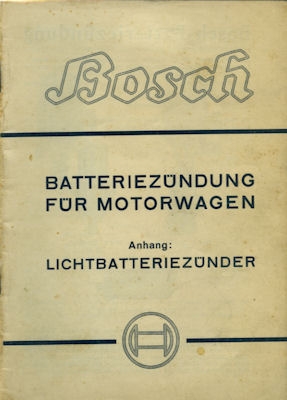 Bosch
BATTERIEZÜNDUNG
FÜR MOTORWAGEN
Anhang:
LICHTBATTERIEZÜNDER